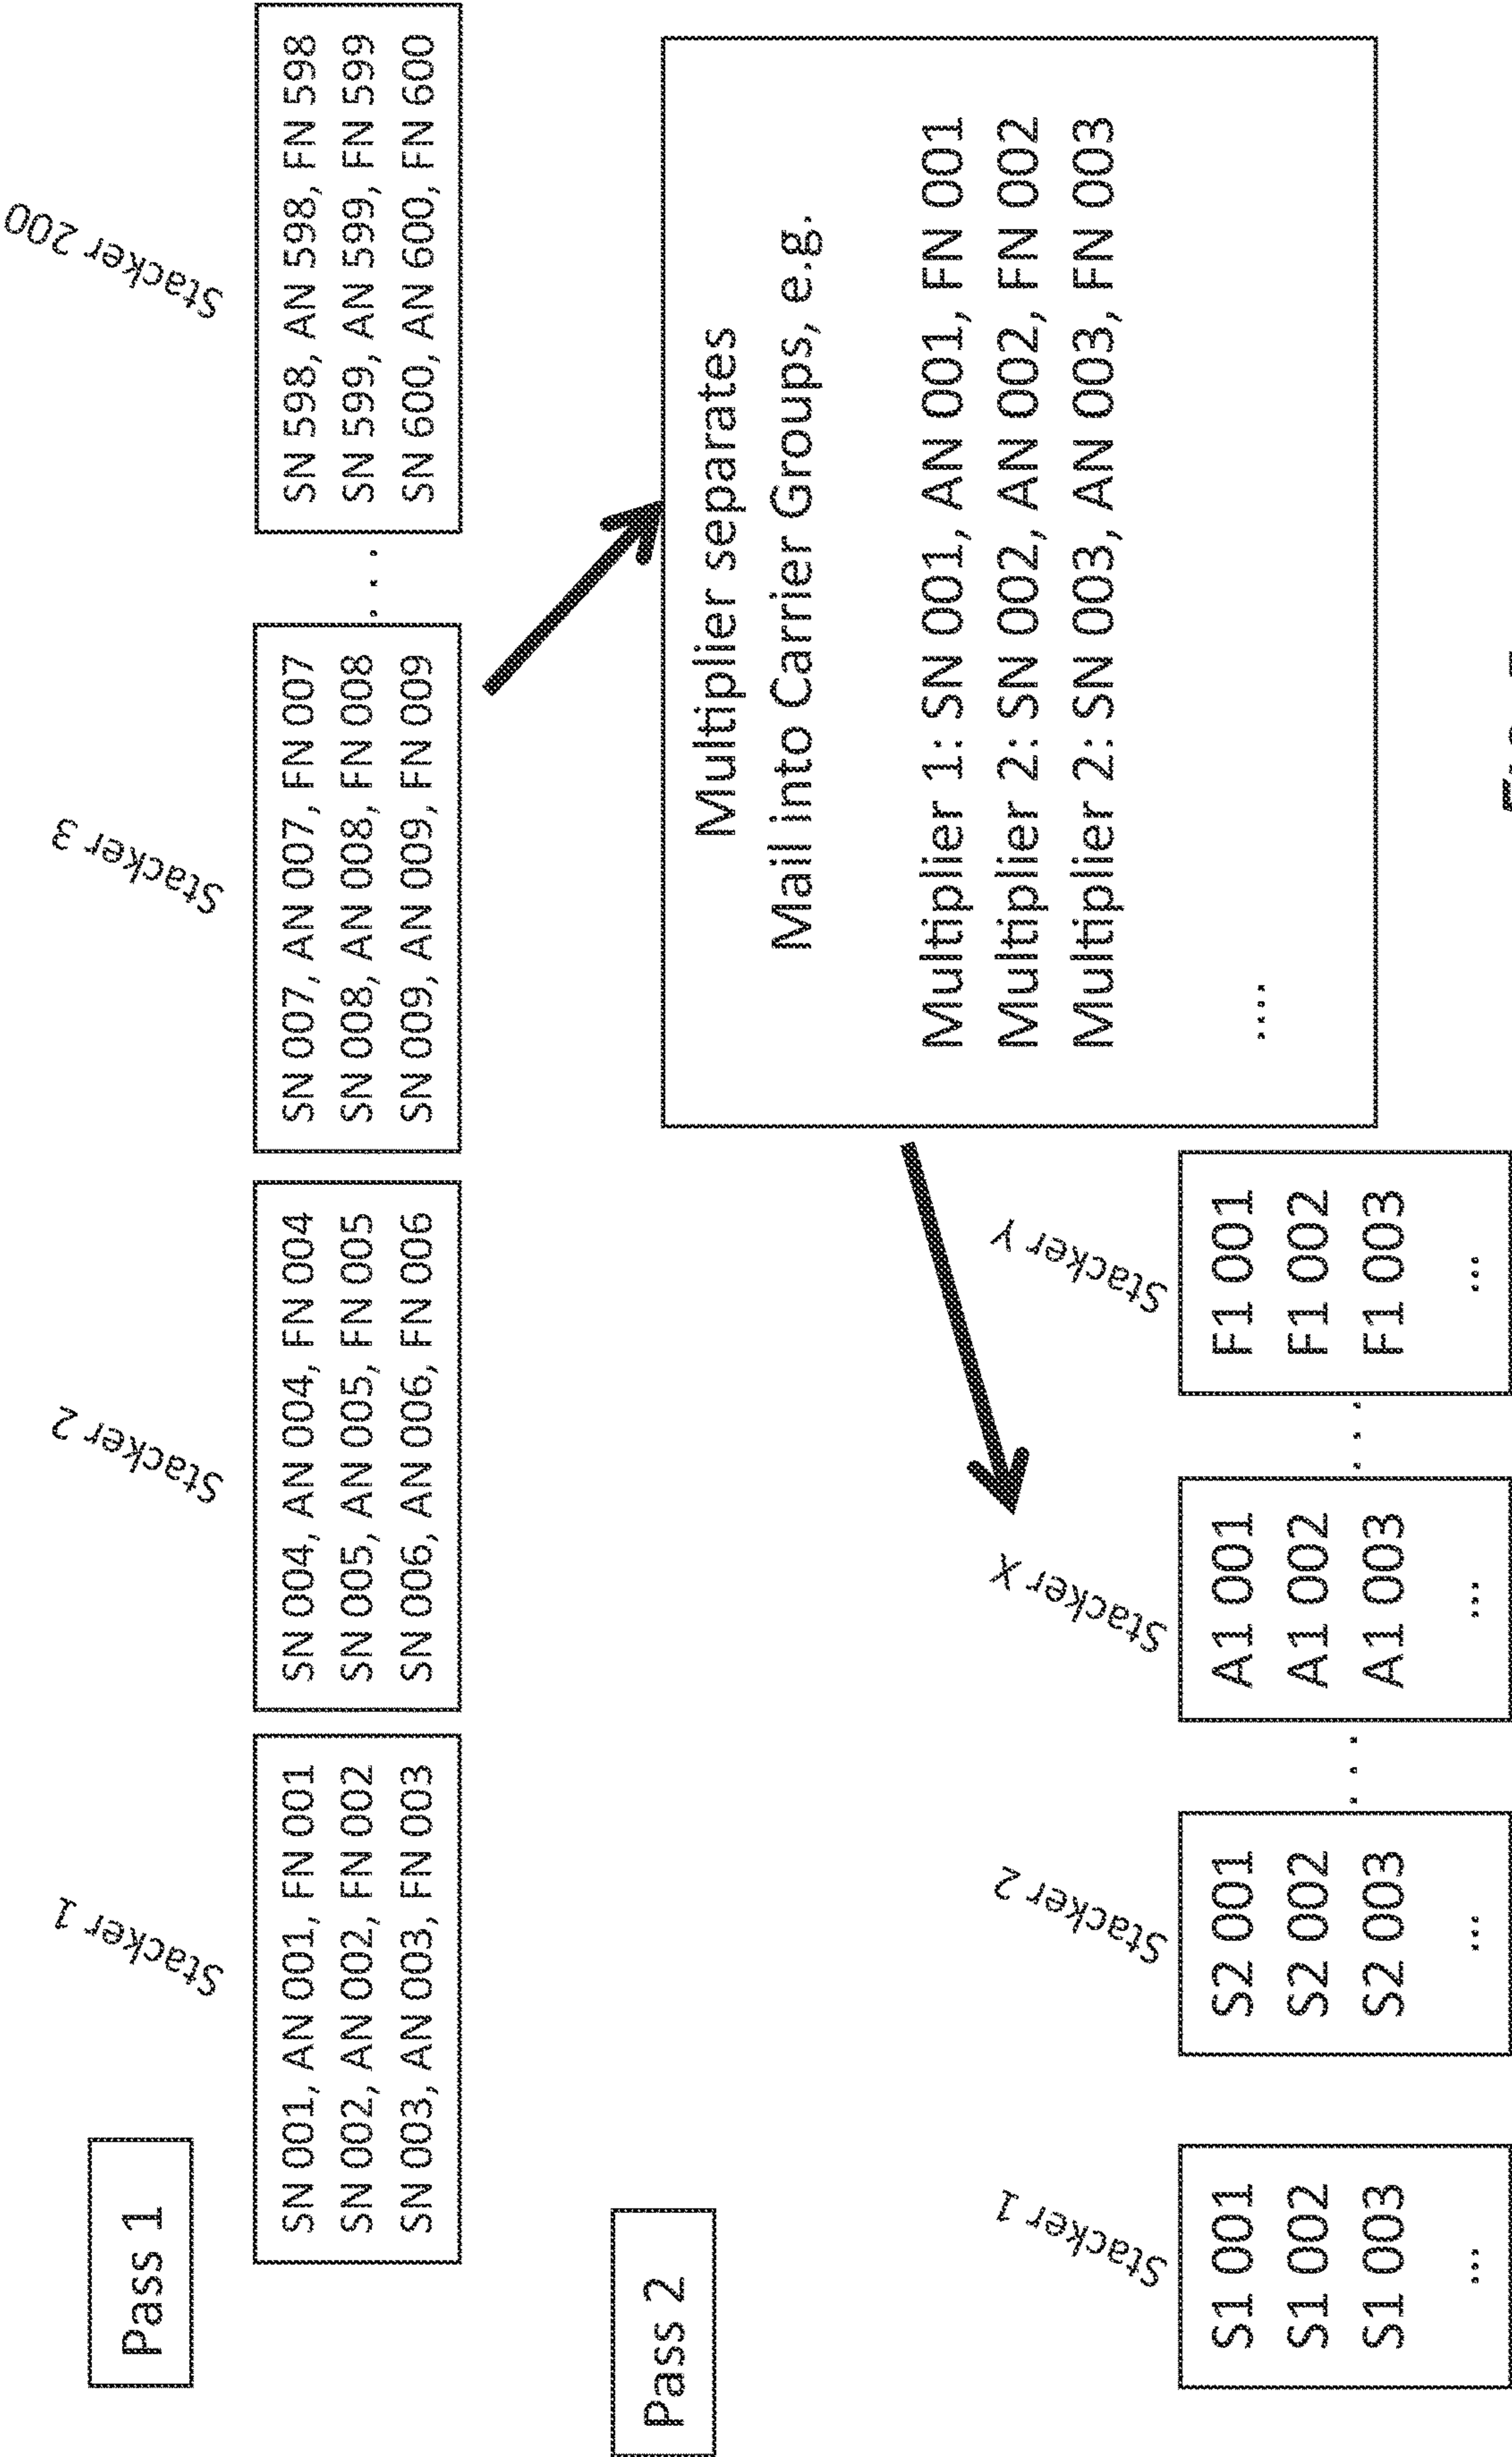 Pass 1
Stacker 1
SN 001, AN 001, FN 001
SN 002, AN 002, FN 002
SN 003, AN 003, FN 003
Stacker 2
SN 004, AN 004, FN 004
SN 005, AN 005, FN 005
SN 006, AN 006, FN 006
Stacker 3
SN 007, AN 007, FN 007
SN 008, AN 008, FN 008
SN 009, AN 009, FN 009
. . .
Stacker 200
SN 598, AN 598, FN 598
SN 599, AN 599, FN 599
SN 600, AN 600, FN 600
Multiplier separates
Mail into Carrier Groups, e.g.
Multiplier 1: SN 001, AN 001, FN 001
Multiplier 2: SN 002, AN 002, FN 002
Multiplier 2: SN 003, AN 003, FN 003
....
Pass 2
Stacker 1
S1 001
S1 002
S1 003
...
Stacker 2
S2 001
S2 002
S2 003
...
. . .
Stacker X
A1 001
A1 002
A1 003
...
. . .
Stacker Y
F1 001
F1 002
F1 003
...